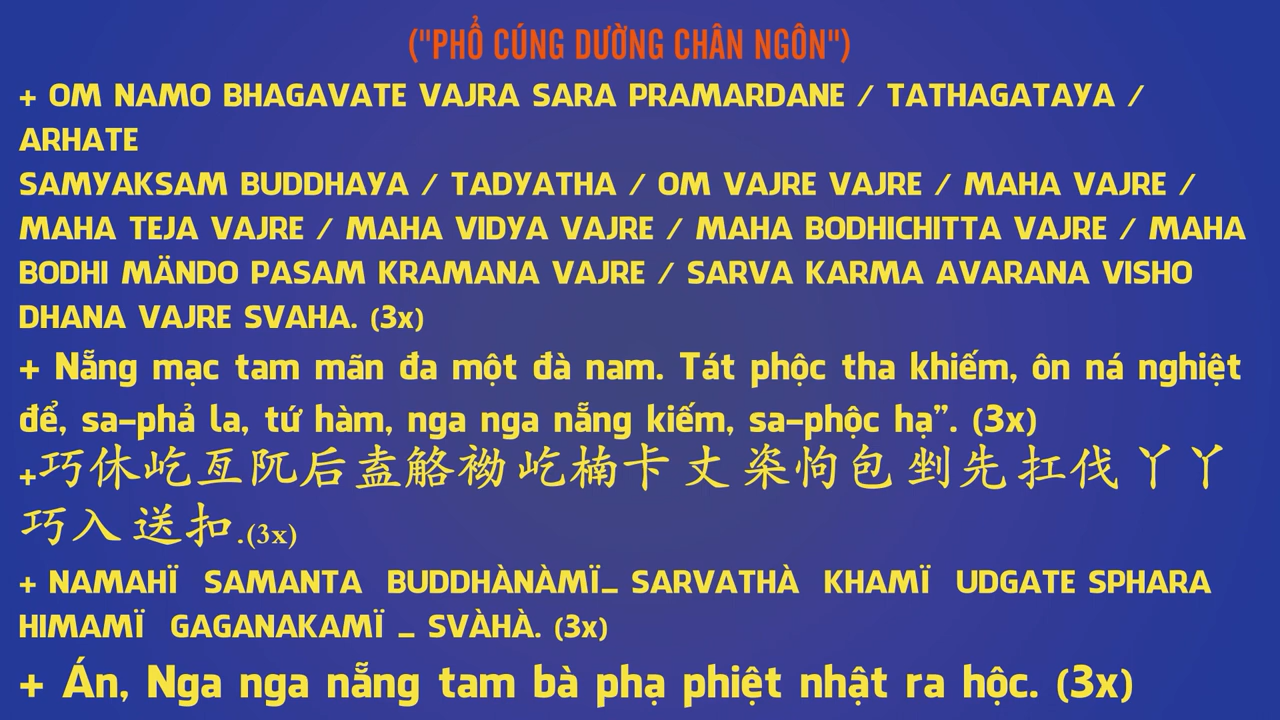 ("PHỔ CÚNG DƯỜNG CHÂN NGÔN")
+ OM NAMO BHAGAVATE VAJRA SARA PRAMARDANE / TATHAGATAYA /
ARHATE
SAMYAKSAM BUDDHAYA / TADYATHA / OM VAJRE VAJRE / MAHA VAJRE /
MAHA TEJA VAJRE / MAHA VIDYA VAJRE / MAHA BODHICHITTA VAJRE / MAHA
BODHI MÄNDO PASAM KRAMANA VAJRE / SARVA KARMA AVARANA VISHO
DHANA VAJRE SVAHA. (3x)
+ Nẵng mạc tam mãn đa một đà nam. Tát phộc tha khiếm, ôn ná nghiệt
để, sa-phả la, tứ hàm, nga nga nẵng kiếm, sa-phộc hạ”. (3x)
+巧休屹亙阢后盍觡袎 屹楠卡 丈 粢怐包 剉先 扛伐 丫丫
巧入 送扣.(3x)
+ NAMAHÏ SAMANTA BUDDHÀNÀMÏ_ SARVATHÀ KHAMÏ UDGATE SPHARA
HIMAMÏ GAGANAKAMÏ _ SVÀHÀ. (3x)
+ Án, Nga nga nẵng tam bà phạ phiệt nhật ra hộc. (3x)